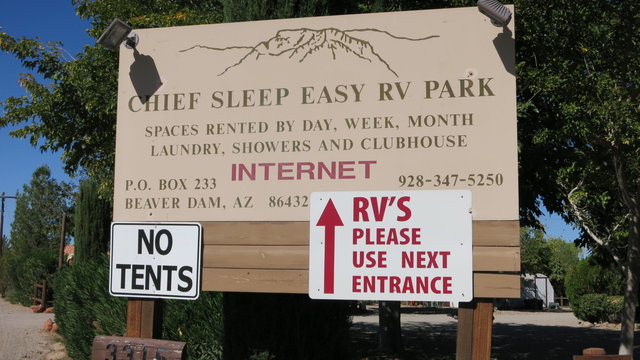 CHIEF SLEEP EASY RV PARK
SPACES RENTED BY DAY, WEEK, MONTH
LAUNDRY, SHOWERS AND CLUBHOUSE
INTERNET
P.O. BOX 233 928-347-5250
BEAVER DAM, AZ 86432
NO
TENTS
RV'S
PLEASE
USE NEXT
ENTRANCE